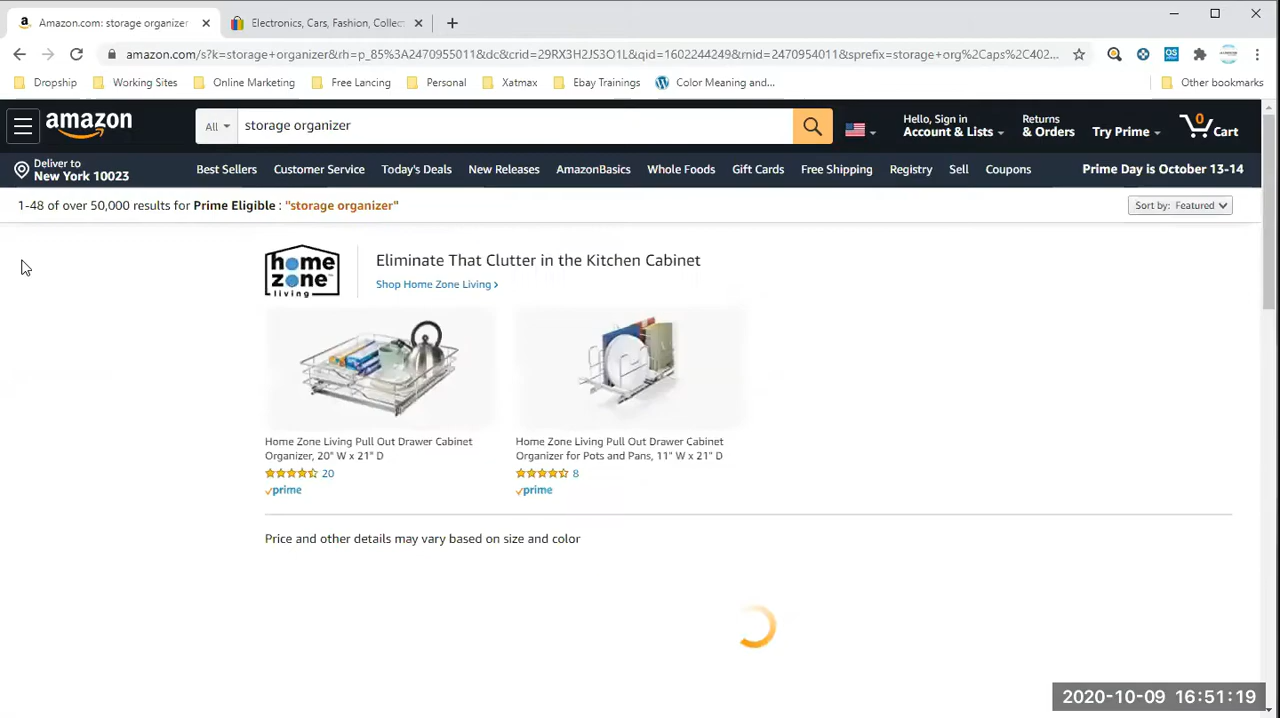 Amazon.com: storage organizer
Electronics, Cars, Fashion, Collec
amazon.com/s?k=storage+organizer&rh=p_85%3A2470955011&dc&crid=29RX3H2JS3O1L&qid=1602244249&rnid=2470954011&sprefix=storage+org%2Caps%2C402...
Dropship Working Sites Online Marketing Free Lancing Personal Xatmax Ebay Trainings Color Meaning and... Other bookmarks
amazon
All storage organizer
Hello, Sign in
Account & Lists
Returns
& Orders
Try Prime
0
Cart
Deliver to
New York 10023
Best Sellers Customer Service Today's Deals New Releases AmazonBasics Whole Foods Gift Cards Free Shipping Registry Sell Coupons Prime Day is October 13-14
1-48 of over 50,000 results for Prime Eligible : "storage organizer" Sort by: Featured
home
zone
living
Eliminate That Clutter in the Kitchen Cabinet
Shop Home Zone Living ›
Home Zone Living Pull Out Drawer Cabinet
Organizer, 20" W x 21" D
20
prime
Home Zone Living Pull Out Drawer Cabinet
Organizer for Pots and Pans, 11" W x 21" D
8
prime
Price and other details may vary based on size and color
2020-10-09 16:51:19